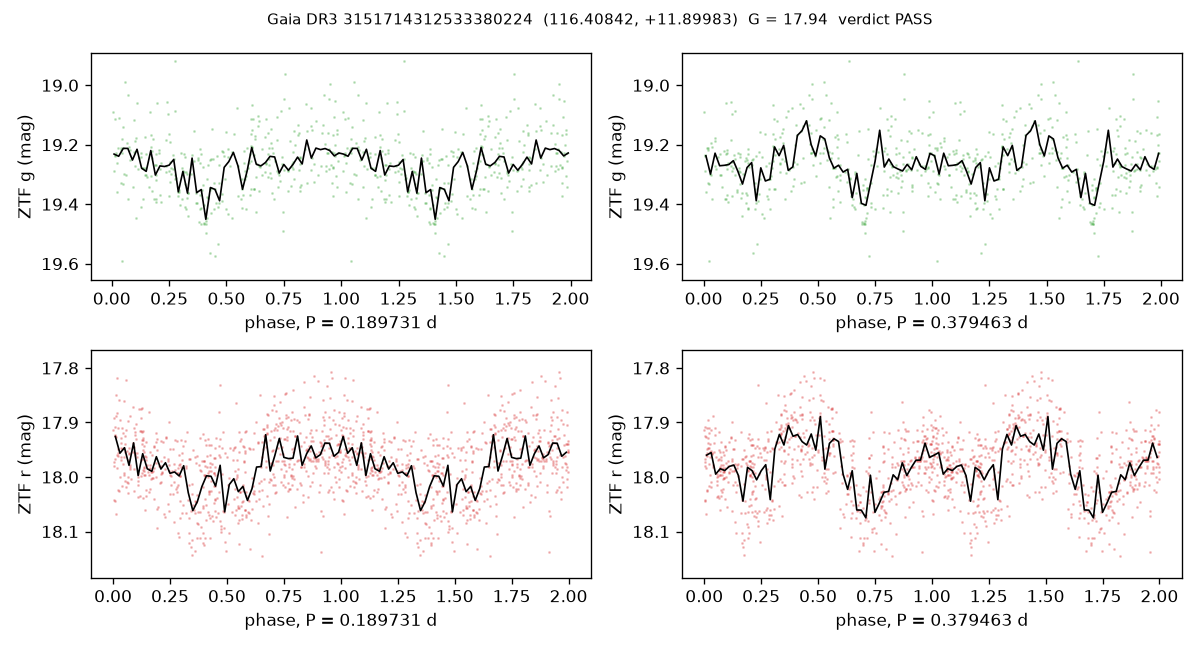 Gaia DR3 3151714312533380224  (116.40842, +11.89983)  G = 17.94  verdict PASS
ZTF g (mag)
19.0
19.2
19.4
19.6
0.00 0.25 0.50 0.75 1.00 1.25 1.50 1.75 2.00
phase, P = 0.189731 d
ZTF g (mag)
19.0
19.2
19.4
19.6
0.00 0.25 0.50 0.75 1.00 1.25 1.50 1.75 2.00
phase, P = 0.379463 d
ZTF r (mag)
17.8
17.9
18.0
18.1
0.00 0.25 0.50 0.75 1.00 1.25 1.50 1.75 2.00
phase, P = 0.189731 d
ZTF r (mag)
17.8
17.9
18.0
18.1
0.00 0.25 0.50 0.75 1.00 1.25 1.50 1.75 2.00
phase, P = 0.379463 d